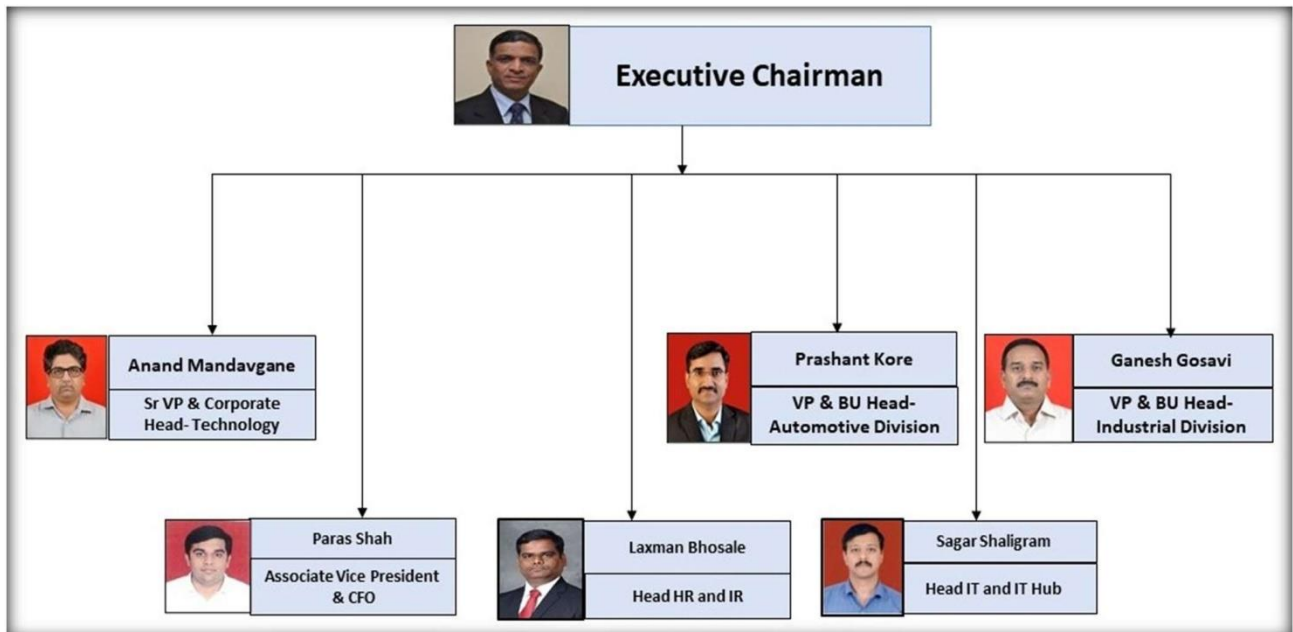 Executive Chairman
Anand Mandavgane
Sr VP & Corporate
Head- Technology
Prashant Kore
VP & BU Head-
Automotive Division
Ganesh Gosavi
VP & BU Head-
Industrial Division
Paras Shah
Associate Vice President
& CFO
Laxman Bhosale
Head HR and IR
Sagar Shaligram
Head IT and IT Hub